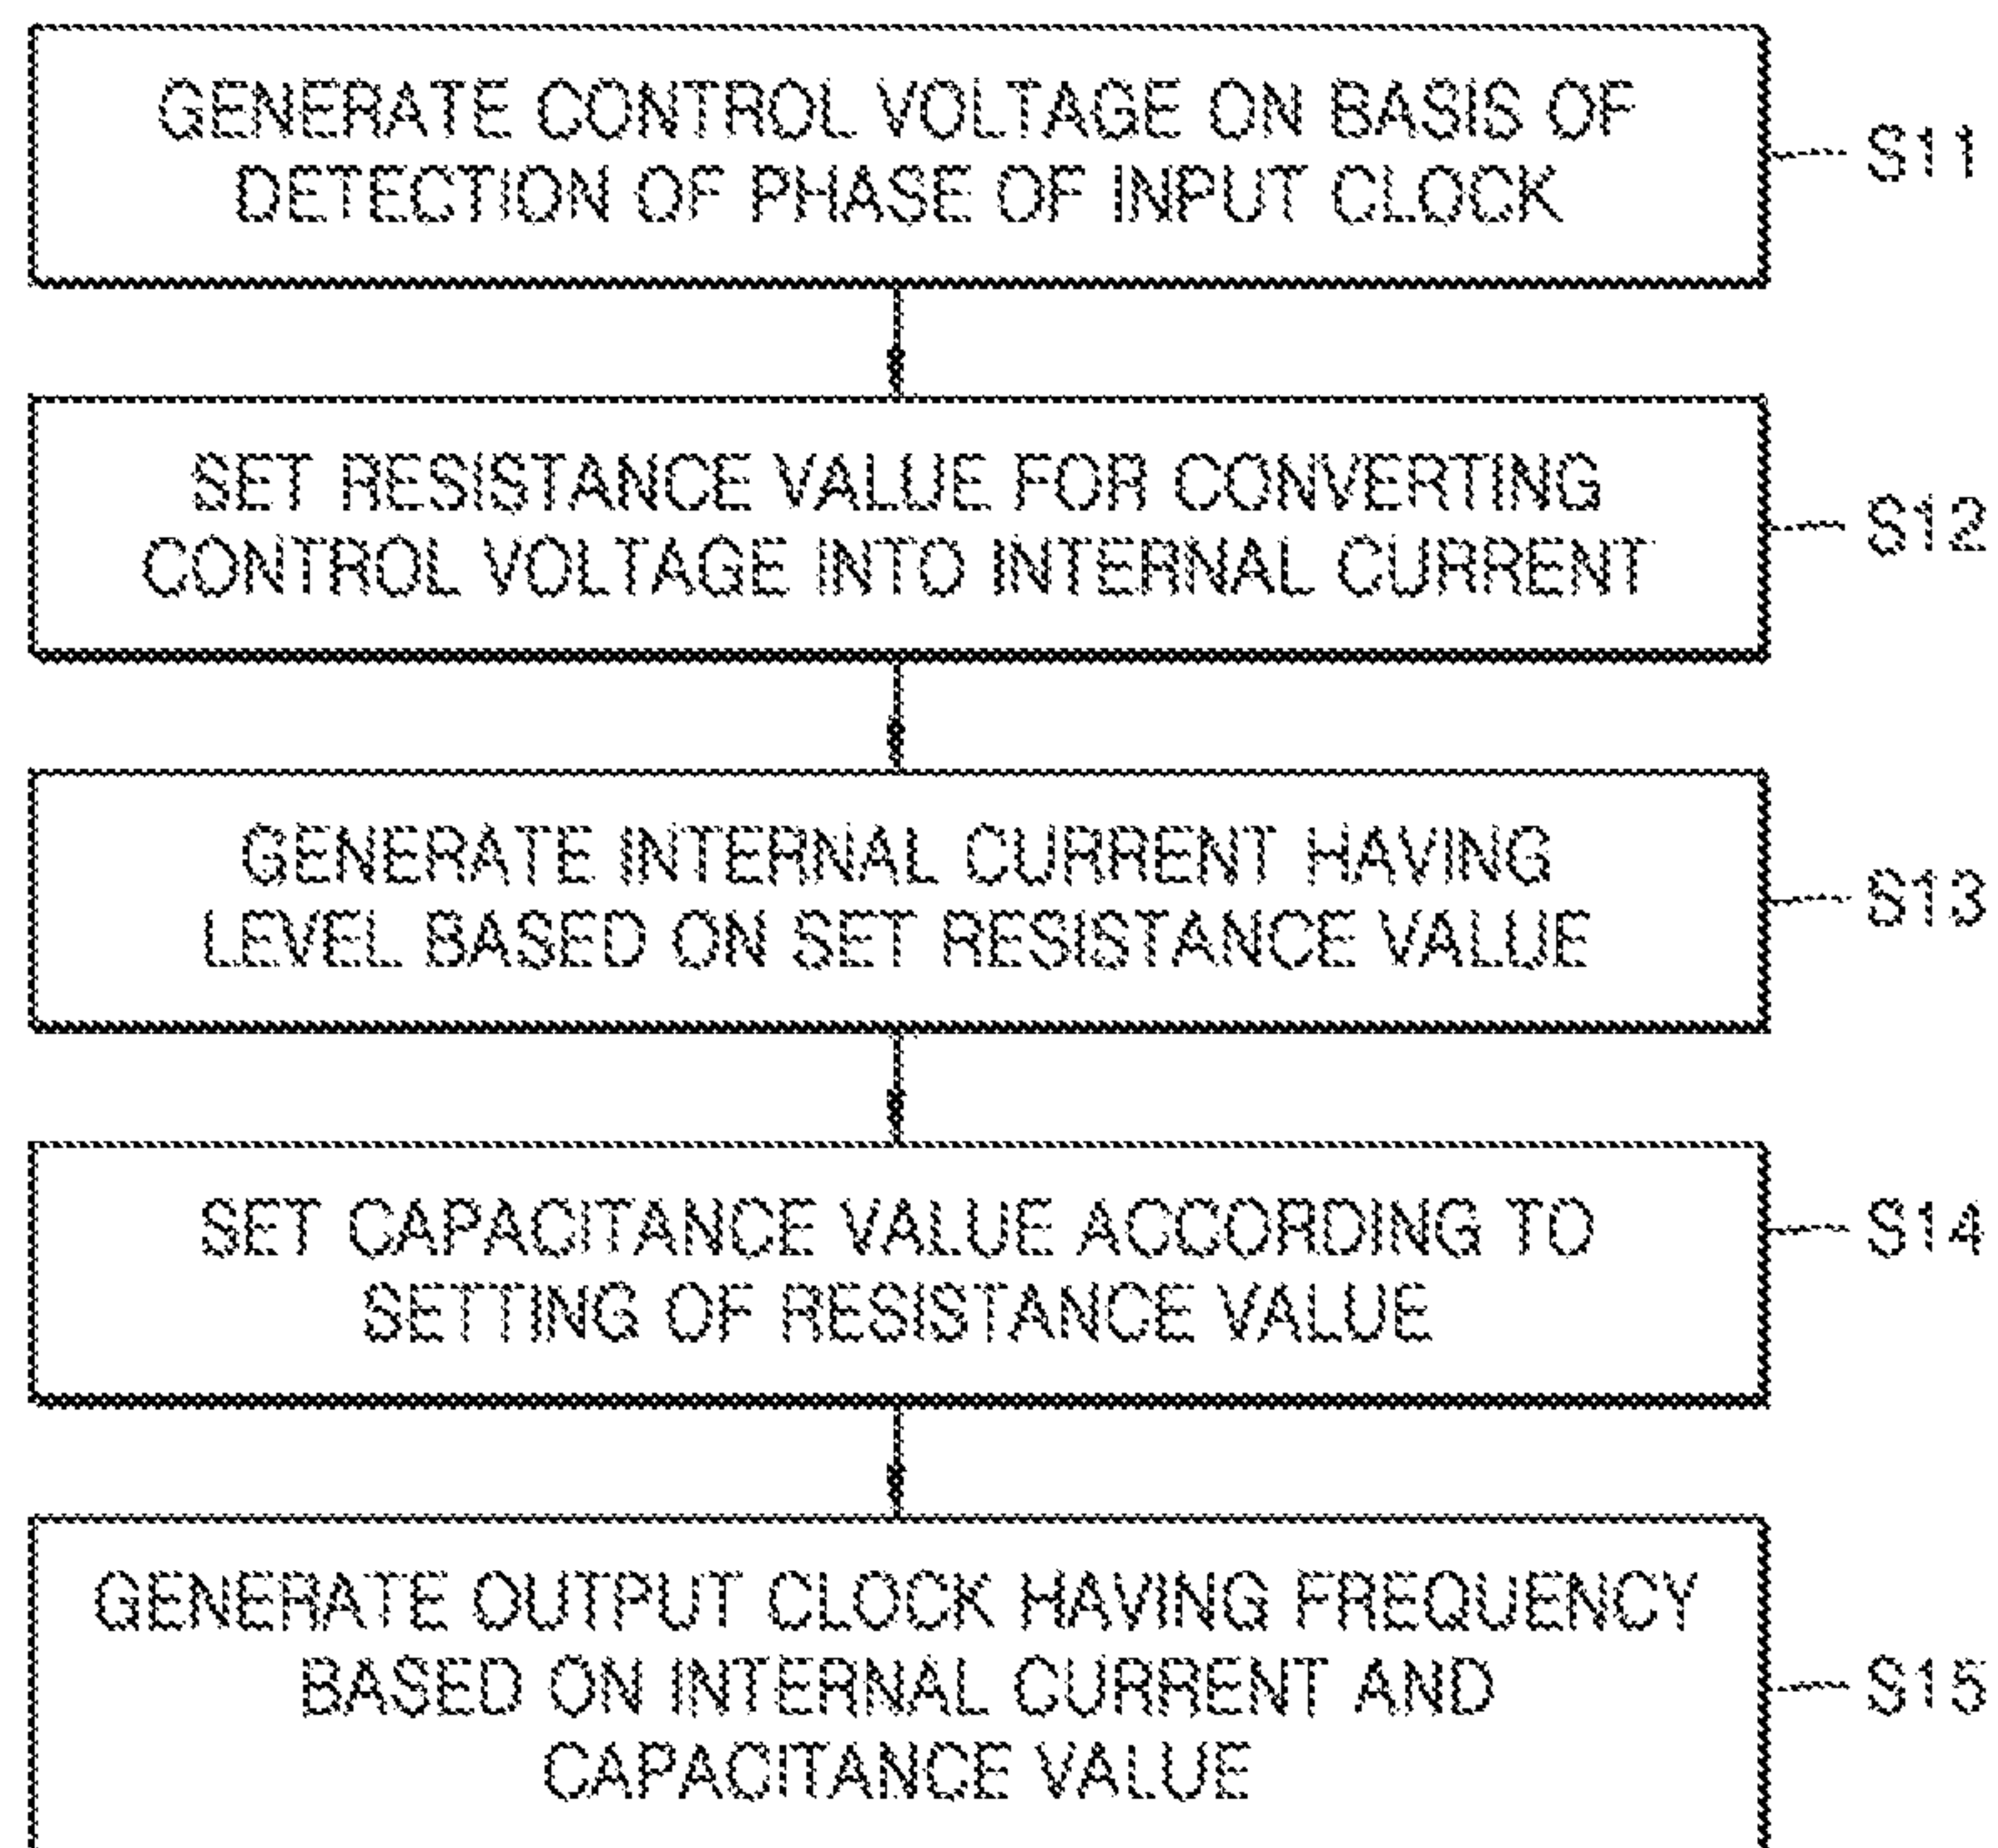 GENERATE CONTROL VOLTAGE ON BASIS OF
DETECTION OF PHASE OF INPUT CLOCK
S11
SET RESISTANCE VALUE FOR CONVERTING
CONTROL VOLTAGE INTO INTERNAL CURRENT
S12
GENERATE INTERNAL CURRENT HAVING
LEVEL BASED ON SET RESISTANCE VALUE
S13
SET CAPACITANCE VALUE ACCORDING TO
SETTING OF RESISTANCE VALUE
S14
GENERATE OUTPUT CLOCK HAVING FREQUENCY
BASED ON INTERNAL CURRENT AND
CAPACITANCE VALUE
S15